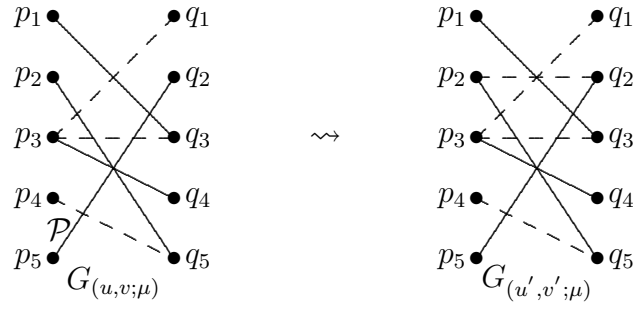 p₁ q₁ p₁ q₁
p₂ q₂ p₂ q₂
p₃ q₃ ⇝ p₃ q₃
p₄ q₄ p₄ q₄
𝒫
p₅ q₅ p₅ q₅
G₍u,v;μ₎ G₍u′,v′;μ₎